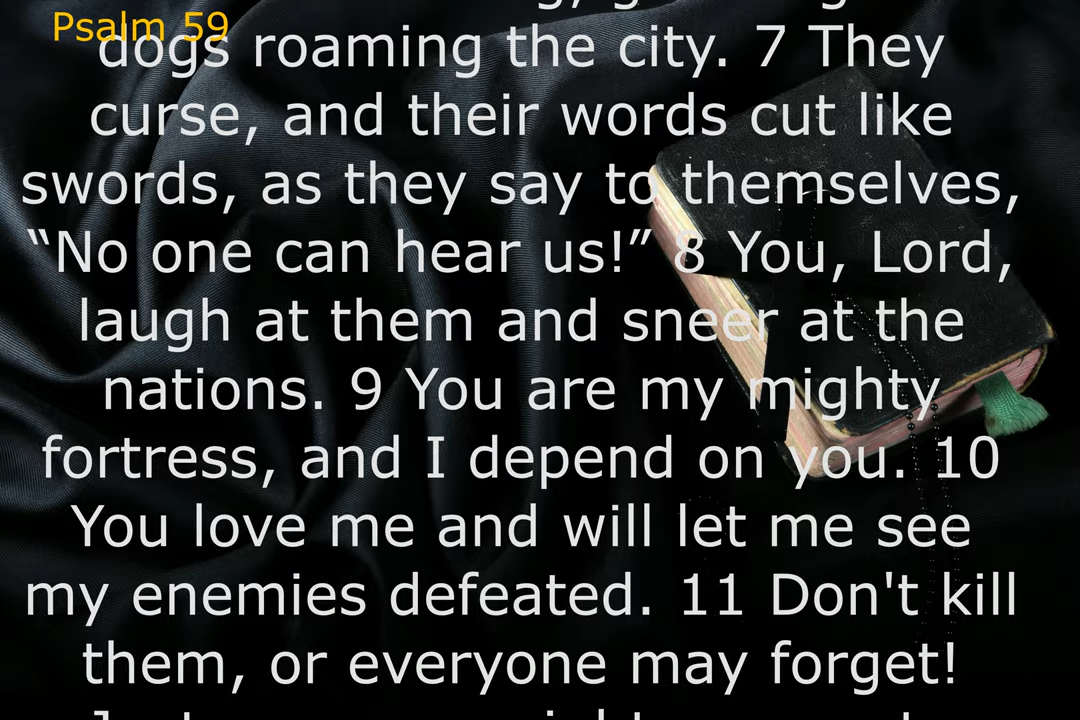 Psalm 59
dogs roaming the city. 7 They
curse, and their words cut like
swords, as they say to themselves,
“No one can hear us!” 8 You, Lord,
laugh at them and sneer at the
nations. 9 You are my mighty
fortress, and I depend on you. 10
You love me and will let me see
my enemies defeated. 11 Don't kill
them, or everyone may forget!